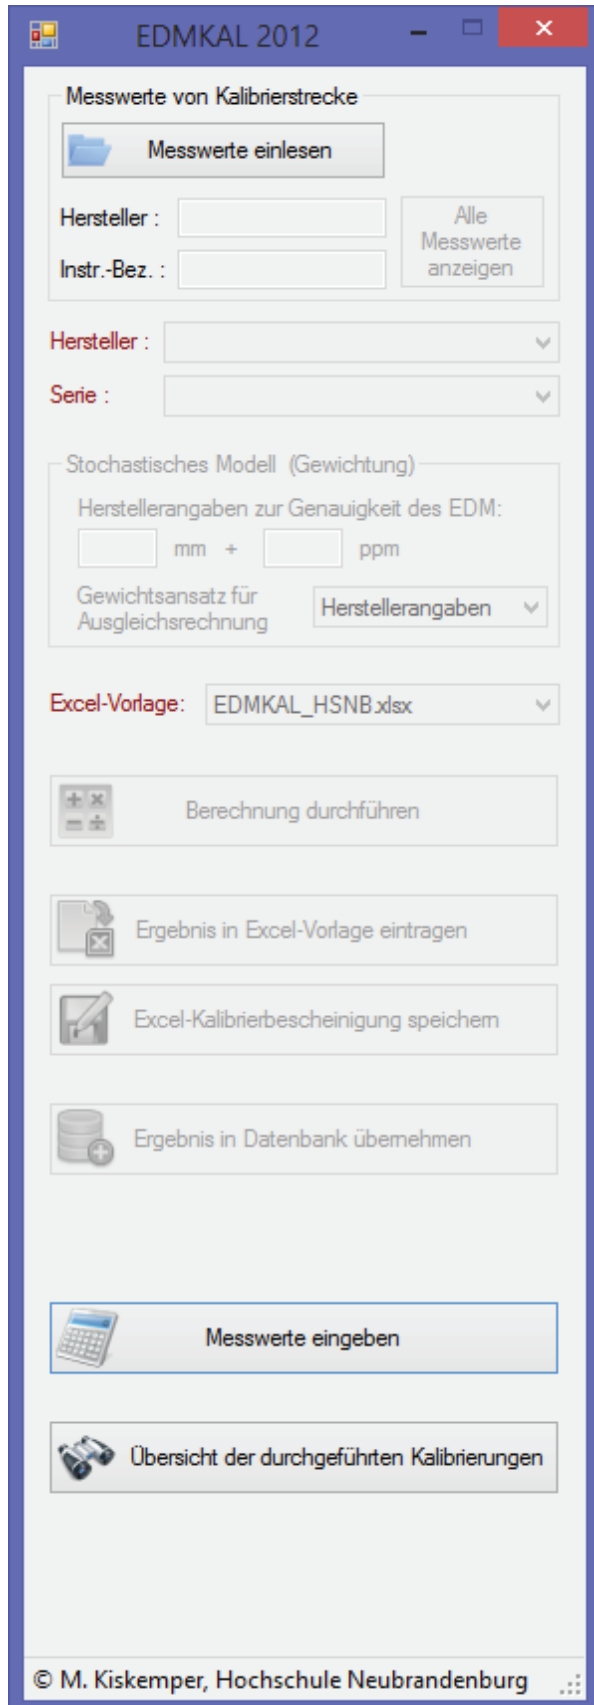 EDMKAL 2012
Messwerte von Kalibrierstrecke
Messwerte einlesen
Hersteller :
Instr.-Bez. :
Alle
Messwerte
anzeigen
Hersteller :
Serie :
Stochastisches Modell (Gewichtung)
Herstellerangaben zur Genauigkeit des EDM:
mm + ppm
Gewichtsansatz für
Ausgleichsrechnung
Herstellerangaben
Excel-Vorlage: EDMKAL_HSNB.xlsx
Berechnung durchführen
Ergebnis in Excel-Vorlage eintragen
Excel-Kalibrierbescheinigung speichern
Ergebnis in Datenbank übernehmen
Messwerte eingeben
Übersicht der durchgeführten Kalibrierungen
© M. Kiskemper, Hochschule Neubrandenburg